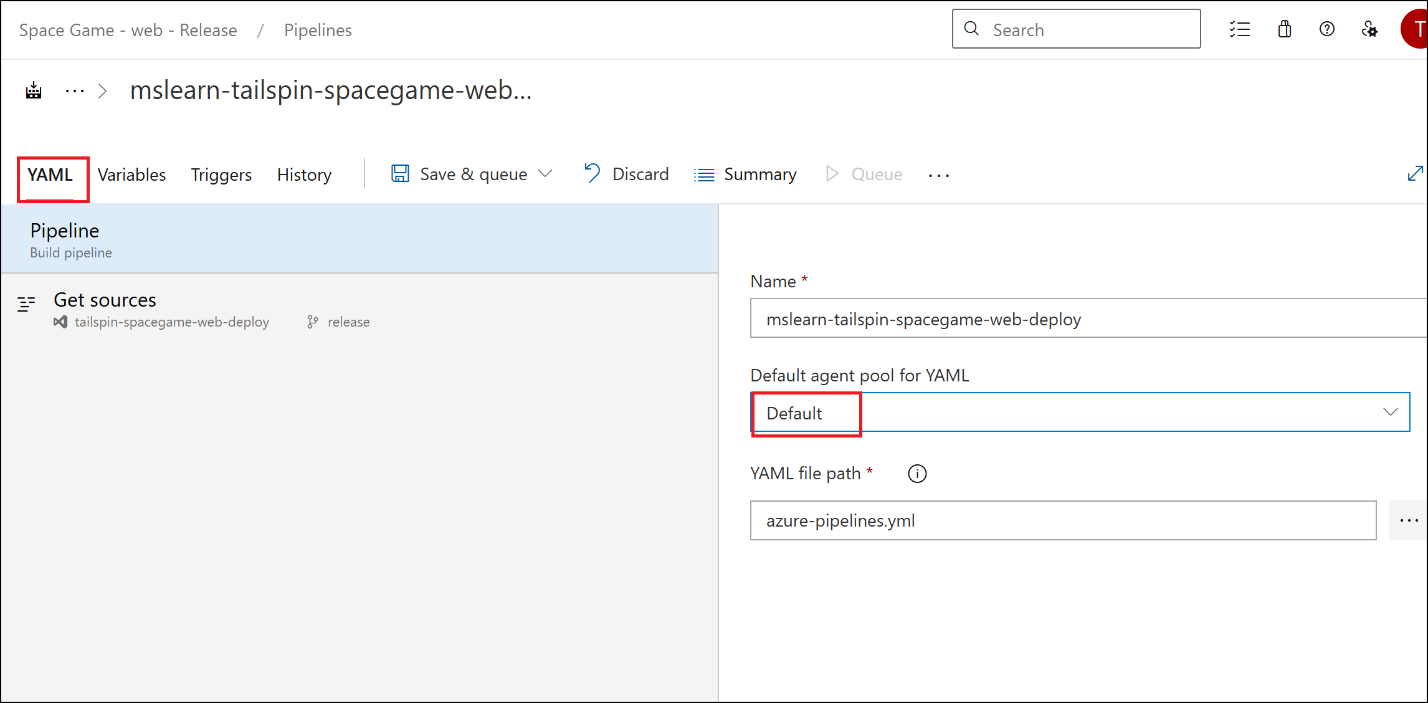 Space Game - web - Release / Pipelines
Search
T
... > mslearn-tailspin-spacegame-web...
YAML Variables Triggers History Save & queue Discard Summary Queue ...
Pipeline
Build pipeline
Get sources
tailspin-spacegame-web-deploy release
Name *
mslearn-tailspin-spacegame-web-deploy
Default agent pool for YAML
Default
YAML file path *
azure-pipelines.yml
...